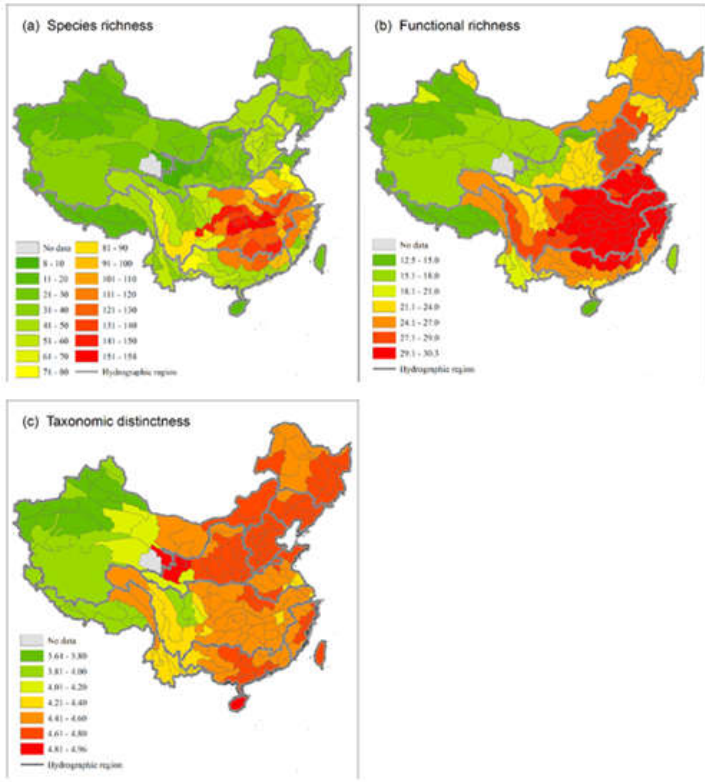 (a) Species richness
No data
8 - 10
11 - 20
21 - 30
31 - 40
41 - 50
51 - 60
61 - 70
71 - 80
81 - 90
91 - 100
101 - 110
111 - 120
121 - 130
131 - 140
141 - 150
151 - 158
Hydrographic region
(b) Functional richness
No data
12.5 - 15.0
15.1 - 18.0
18.1 - 21.0
21.1 - 24.0
24.1 - 27.0
27.1 - 29.0
29.1 - 30.3
Hydrographic region
(c) Taxonomic distinctness
No data
3.61 - 3.80
3.81 - 4.00
4.01 - 4.20
4.21 - 4.40
4.41 - 4.60
4.61 - 4.80
4.81 - 4.96
Hydrographic region